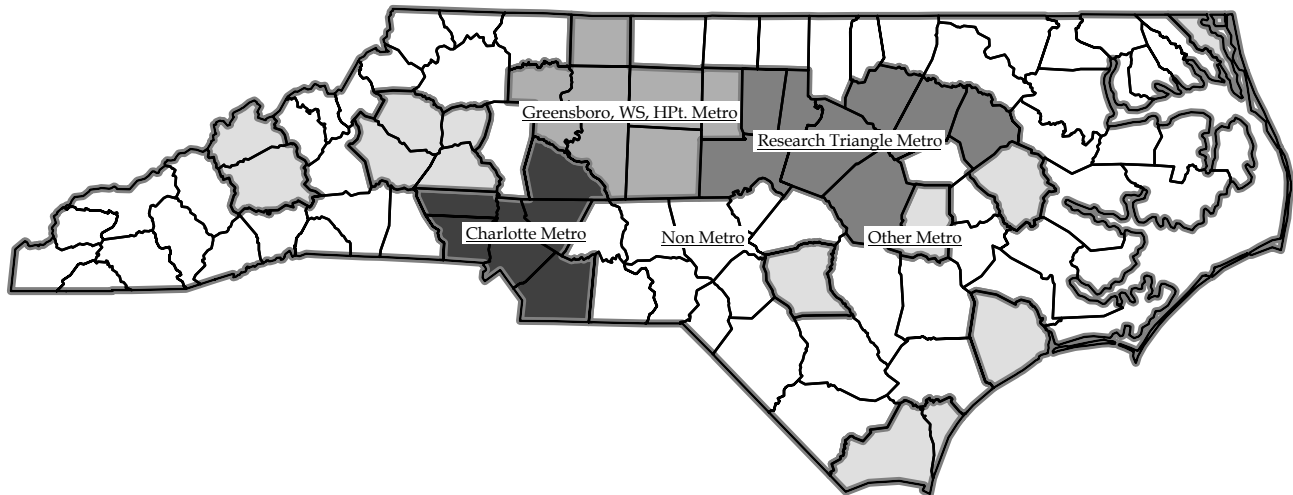 Greensboro, WS, HPt. Metro
Research Triangle Metro
Charlotte Metro
Non Metro
Other Metro